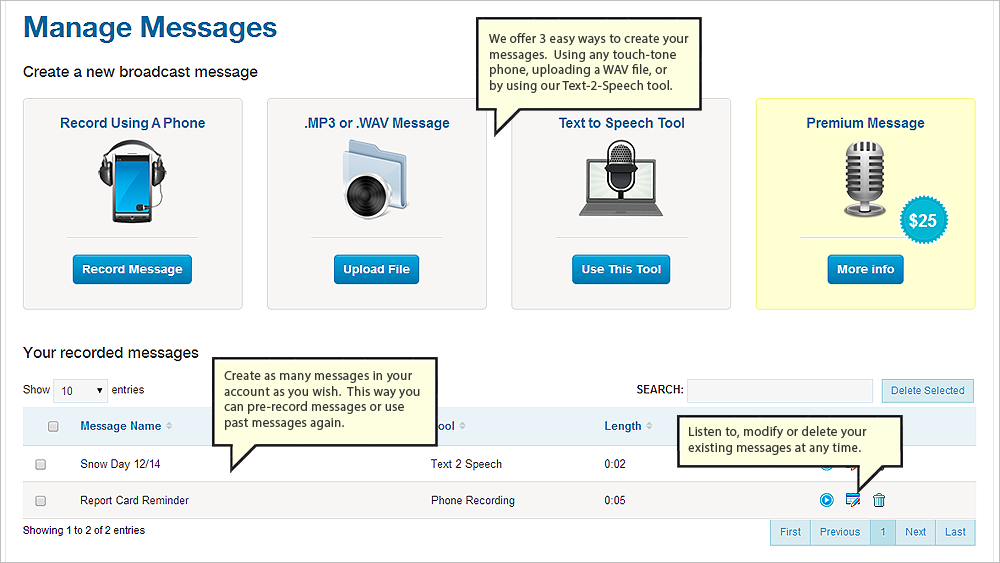 Manage Messages
We offer 3 easy ways to create your
messages. Using any touch-tone
phone, uploading a WAV file, or
by using our Text-2-Speech tool.
Create a new broadcast message
Record Using A Phone
.MP3 or .WAV Message
Text to Speech Tool
Premium Message
$25
Record Message
Upload File
Use This Tool
More info
Your recorded messages
Create as many messages in your
account as you wish. This way you
can pre-record messages or use
past messages again.
Show 10 entries
SEARCH:
Delete Selected
Message Name
Length
Listen to, modify or delete your
existing messages at any time.
Snow Day 12/14 Text 2 Speech 0:02
Report Card Reminder Phone Recording 0:05
Showing 1 to 2 of 2 entries
First Previous 1 Next Last